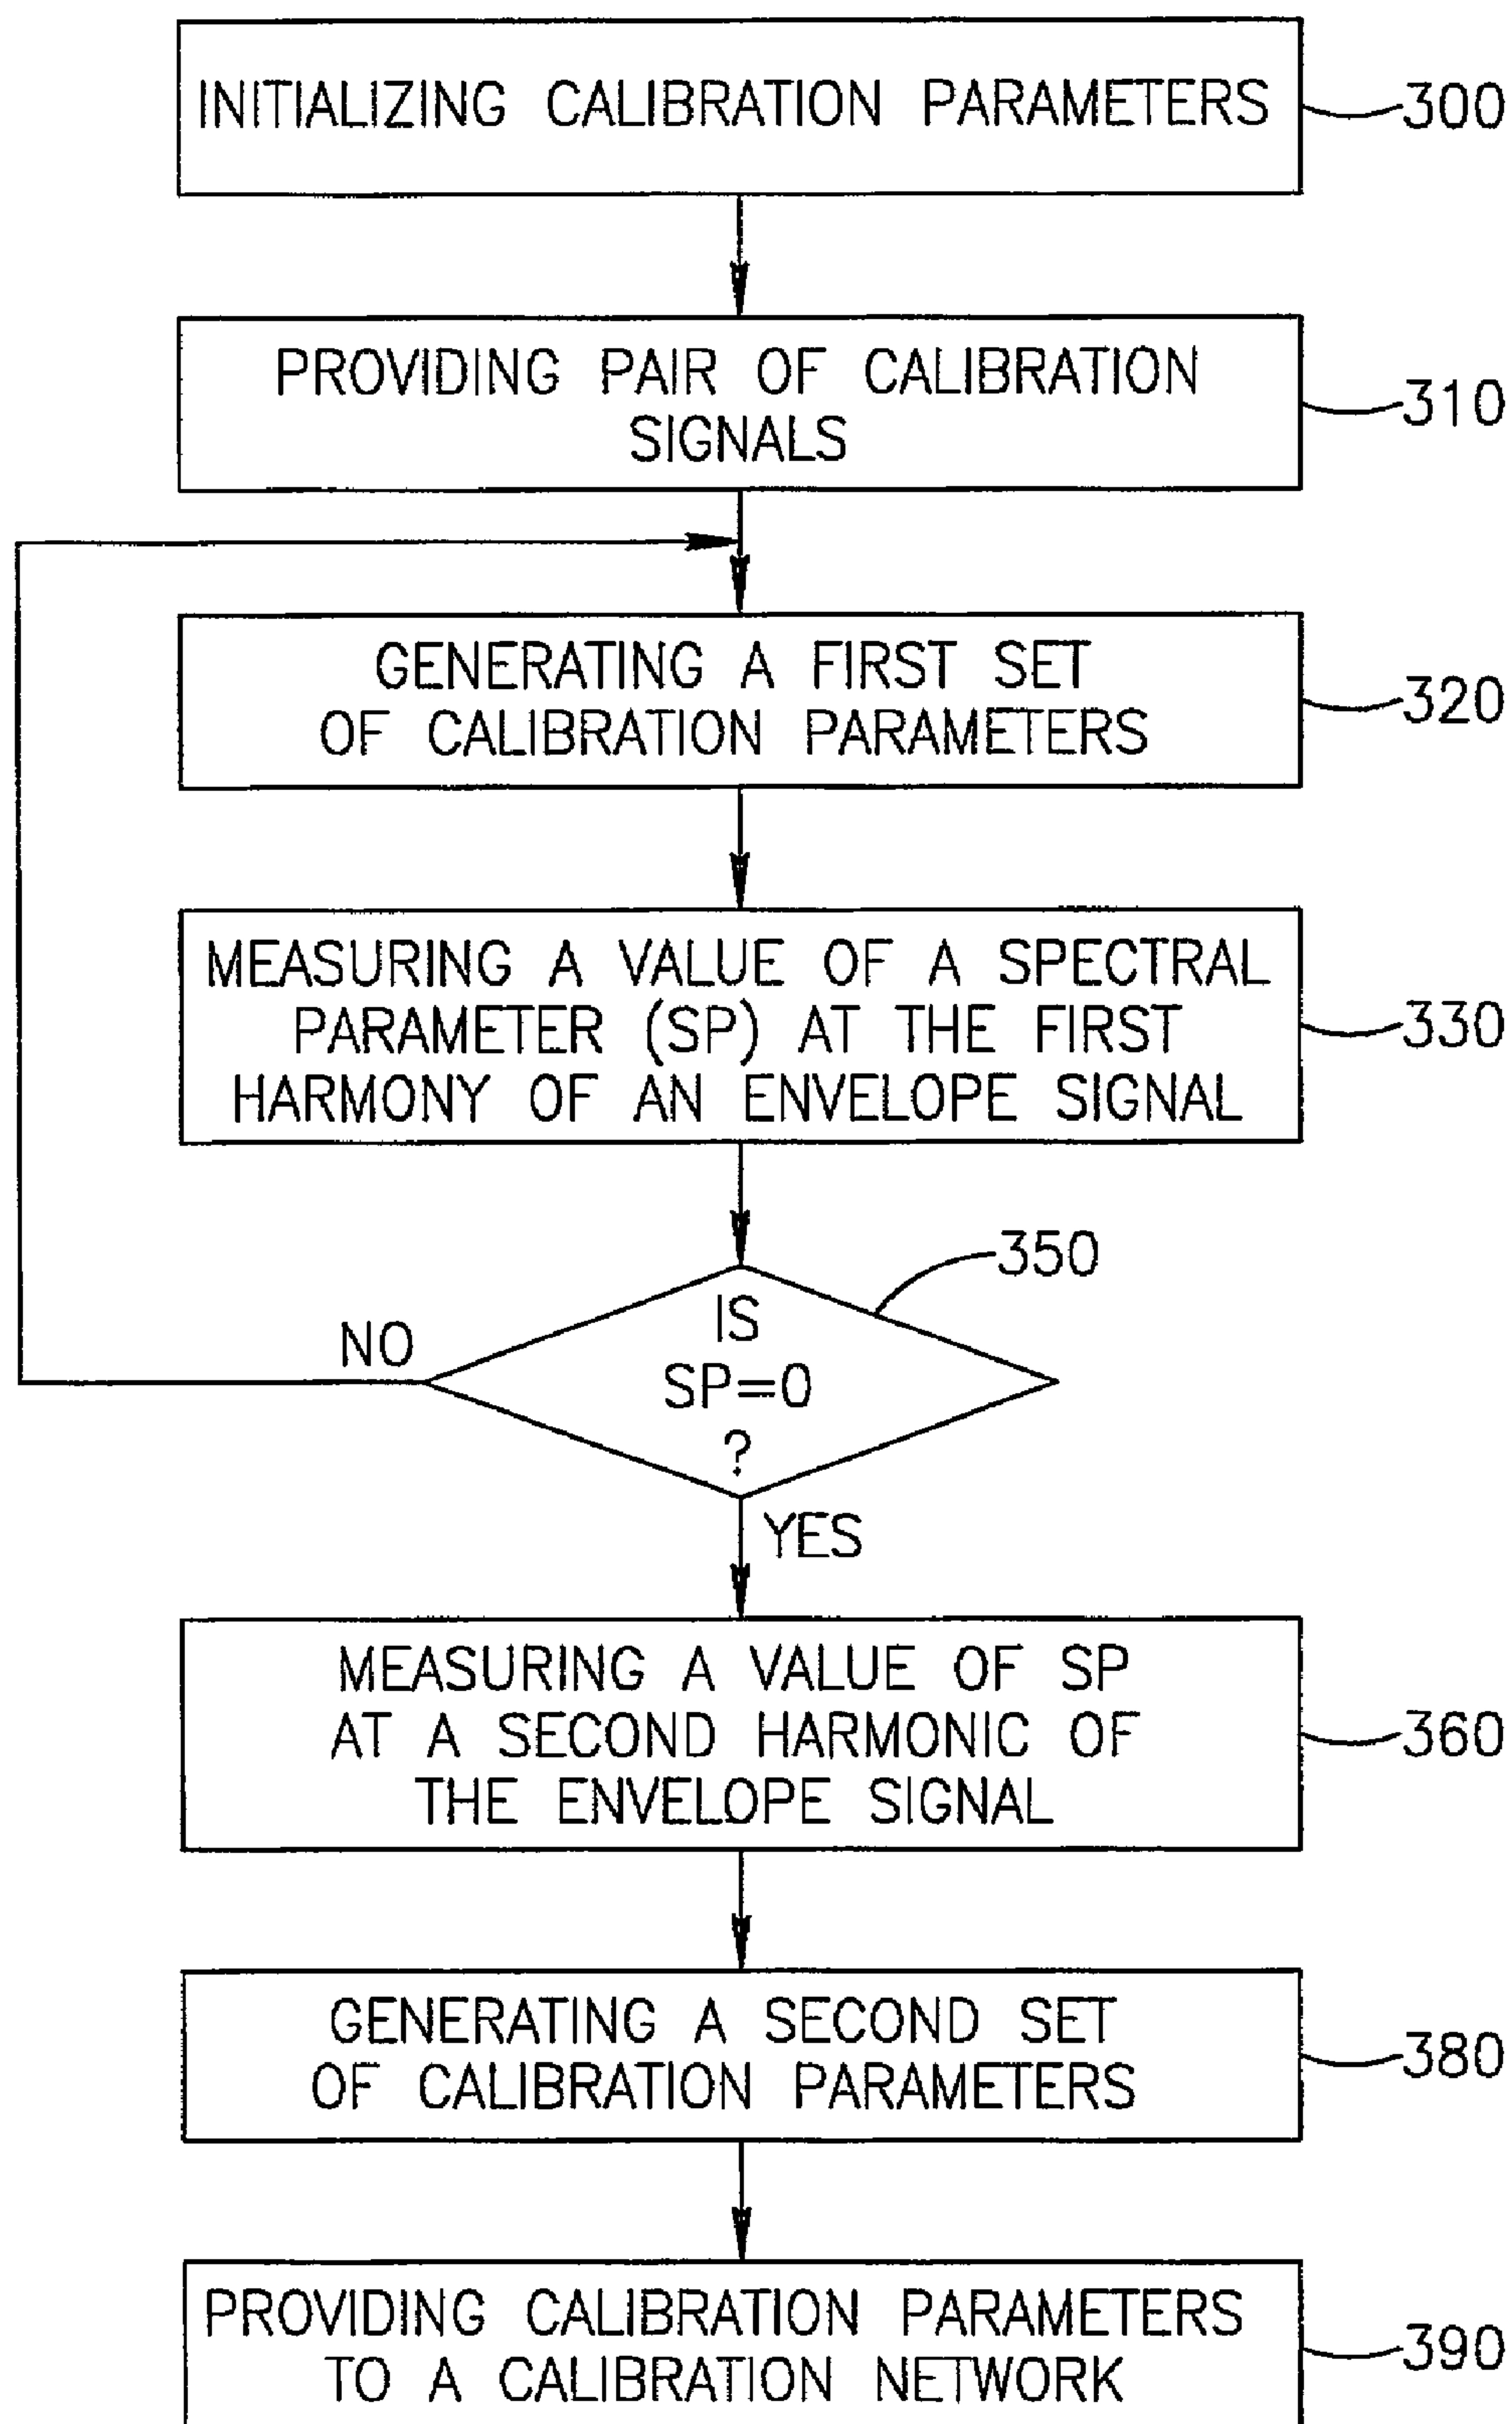 INITIALIZING CALIBRATION PARAMETERS
300
PROVIDING PAIR OF CALIBRATION
SIGNALS
310
GENERATING A FIRST SET
OF CALIBRATION PARAMETERS
320
MEASURING A VALUE OF A SPECTRAL
PARAMETER (SP) AT THE FIRST
HARMONY OF AN ENVELOPE SIGNAL
330
350
IS
SP=0
?
NO
YES
MEASURING A VALUE OF SP
AT A SECOND HARMONIC OF
THE ENVELOPE SIGNAL
360
GENERATING A SECOND SET
OF CALIBRATION PARAMETERS
380
PROVIDING CALIBRATION PARAMETERS
TO A CALIBRATION NETWORK
390